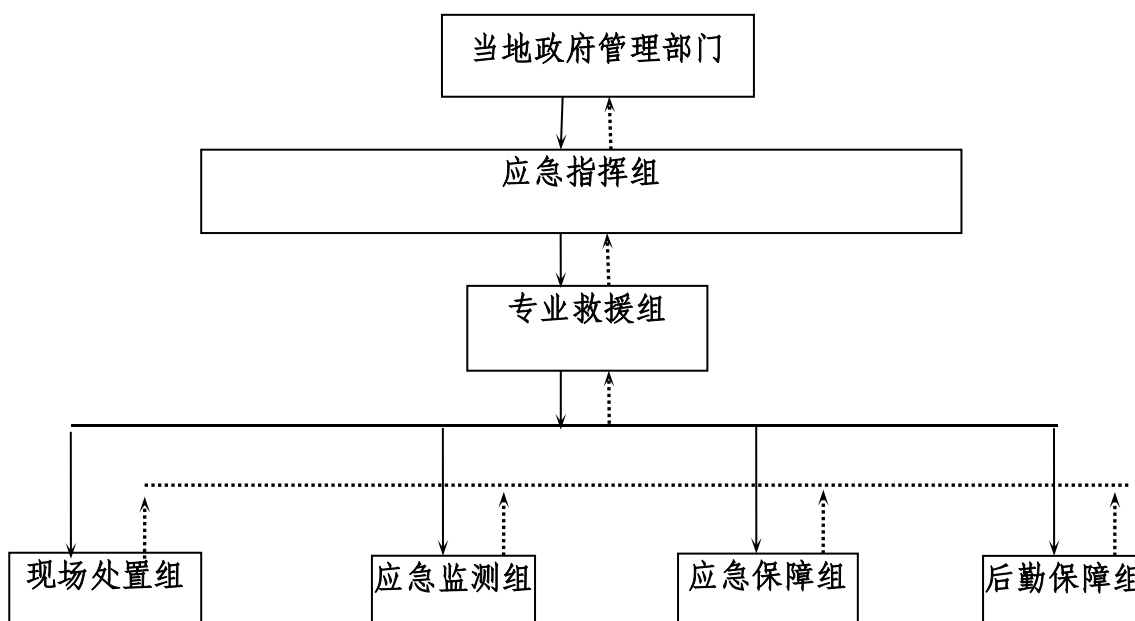 当地政府管理部门
应急指挥组
专业救援组
现场处置组
应急监测组
应急保障组
后勤保障组